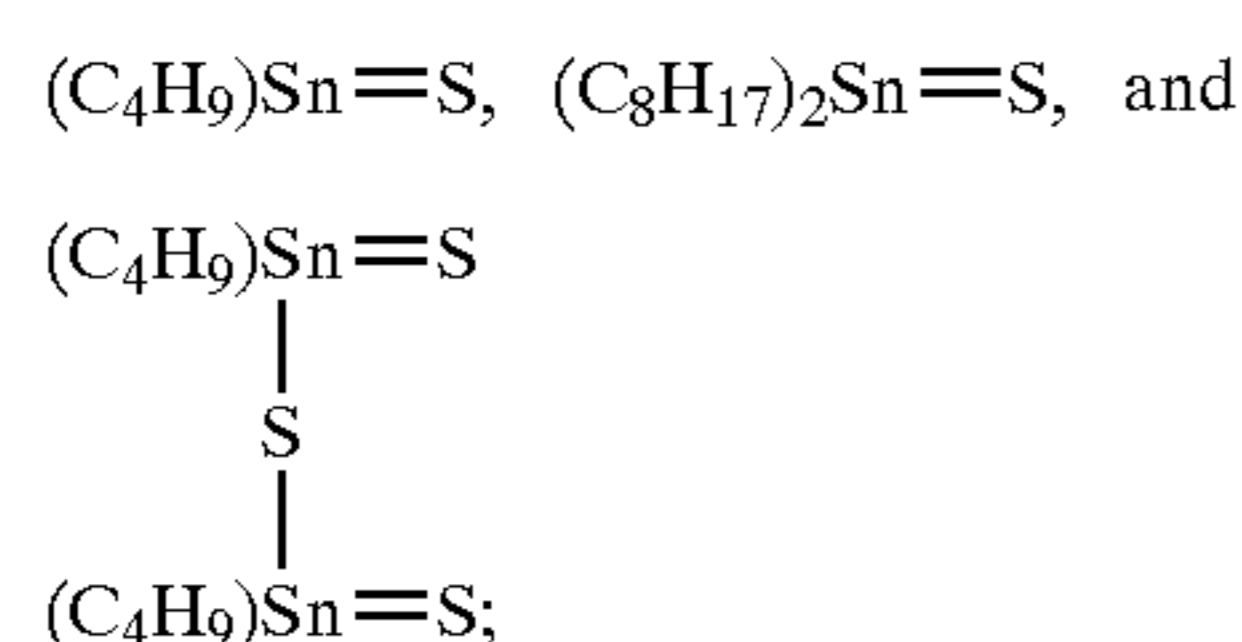 (C₄H₉)Sn=S, (C₈H₁₇)₂Sn=S, and
(C₄H₉)Sn=S
S
(C₄H₉)Sn=S;